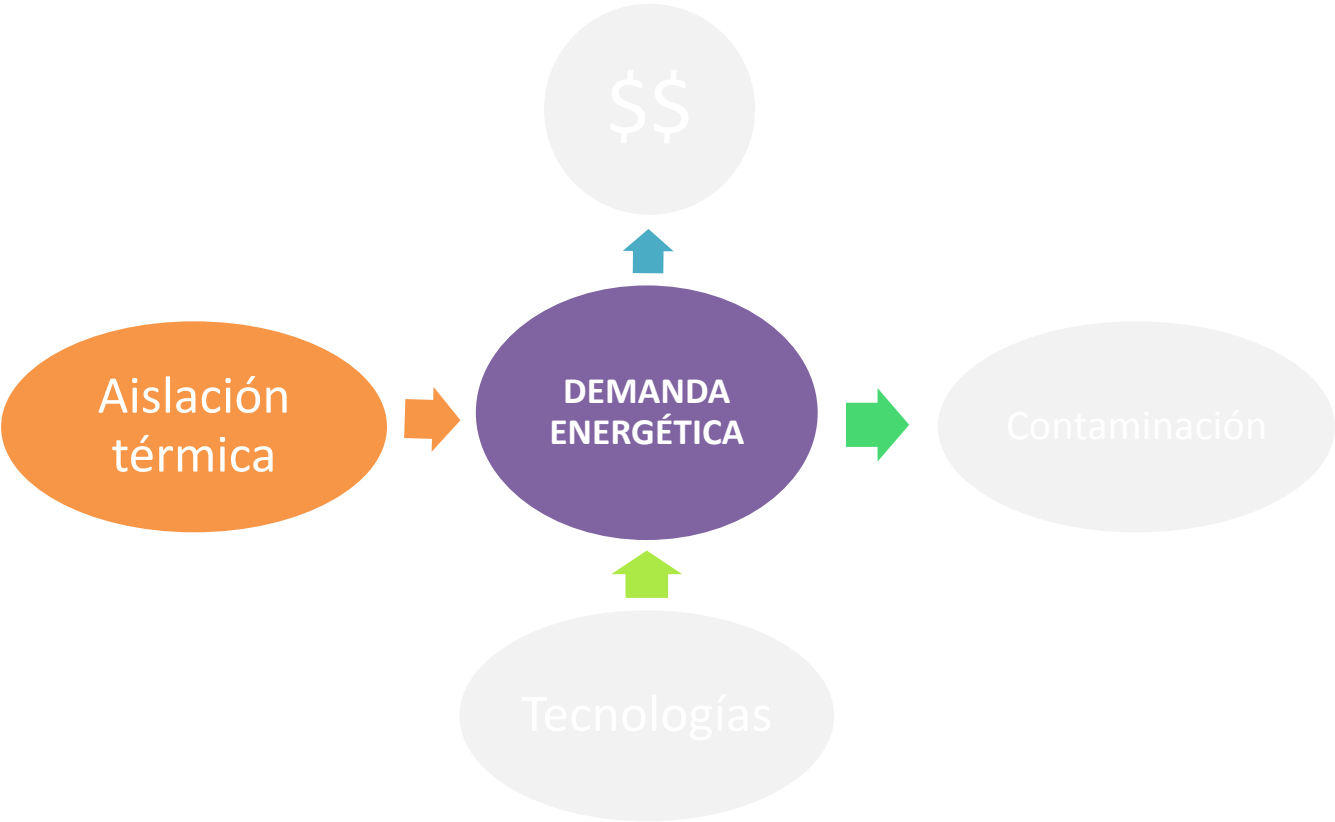 $$
Aislación
térmica
DEMANDA
ENERGÉTICA
Contaminación
Tecnologías